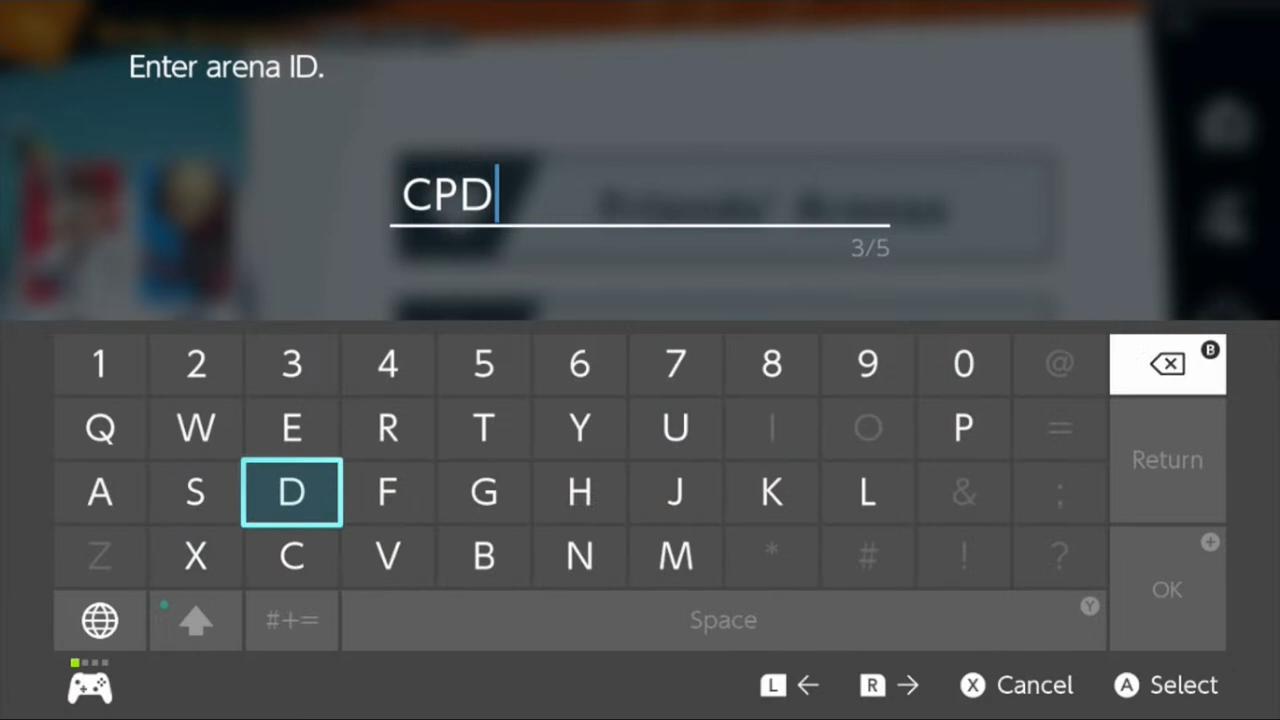 Enter arena ID.
CPD
3/5
1 2 3 4 5 6 7 8 9 0 @ B
Q W E R T Y U I O P = Return
A S D F G H J K L & ;
Z X C V B N M * # ! ? + OK
#+= Space Y
L ← R → X Cancel A Select